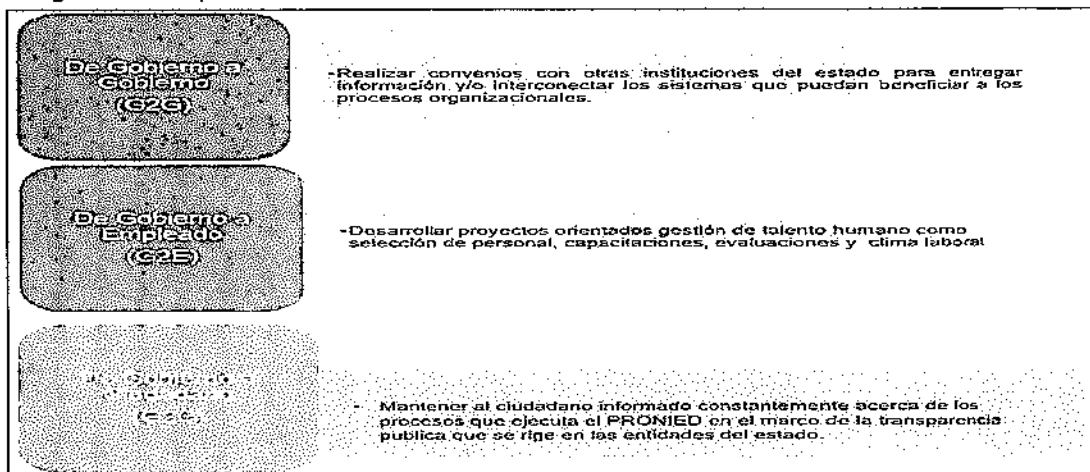 De Gobierno a
Gobierno
(G2G)
-Realizar convenios con otras instituciones del estado para entregar
información y/o interconectar los sistemas que puedan beneficiar a los
procesos organizacionales.
De Gobierno a
Empleado
(G2E)
-Desarrollar proyectos orientados gestión de talento humano como
selección de personal, capacitaciones, evaluaciones y clima laboral
- Mantener al ciudadano informado constantemente acerca de los
procesos que ejecuta el PRONIED en el marco de la transparencia
publica que se rige en las entidades del estado.